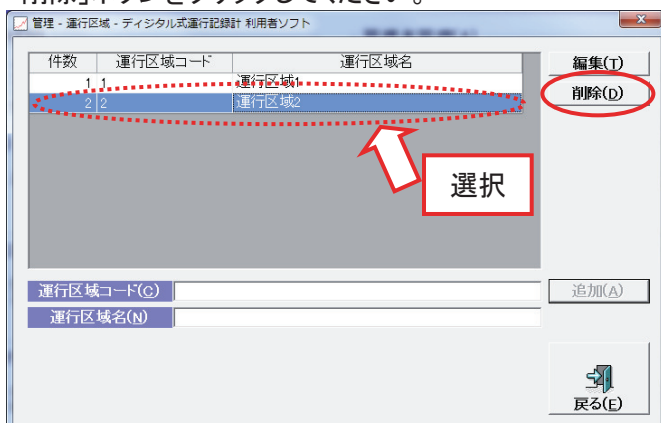 「削除」ボタンをクリックしてください。
管理 - 運行区域 - ディジタル式運行記録計 利用者ソフト
件数 運行区域コード 運行区域名
1 1 運行区域1
2 2 運行区域2
編集(T)
削除(D)
選択
運行区域コード(C)
追加(A)
運行区域名(N)
戻る(E)